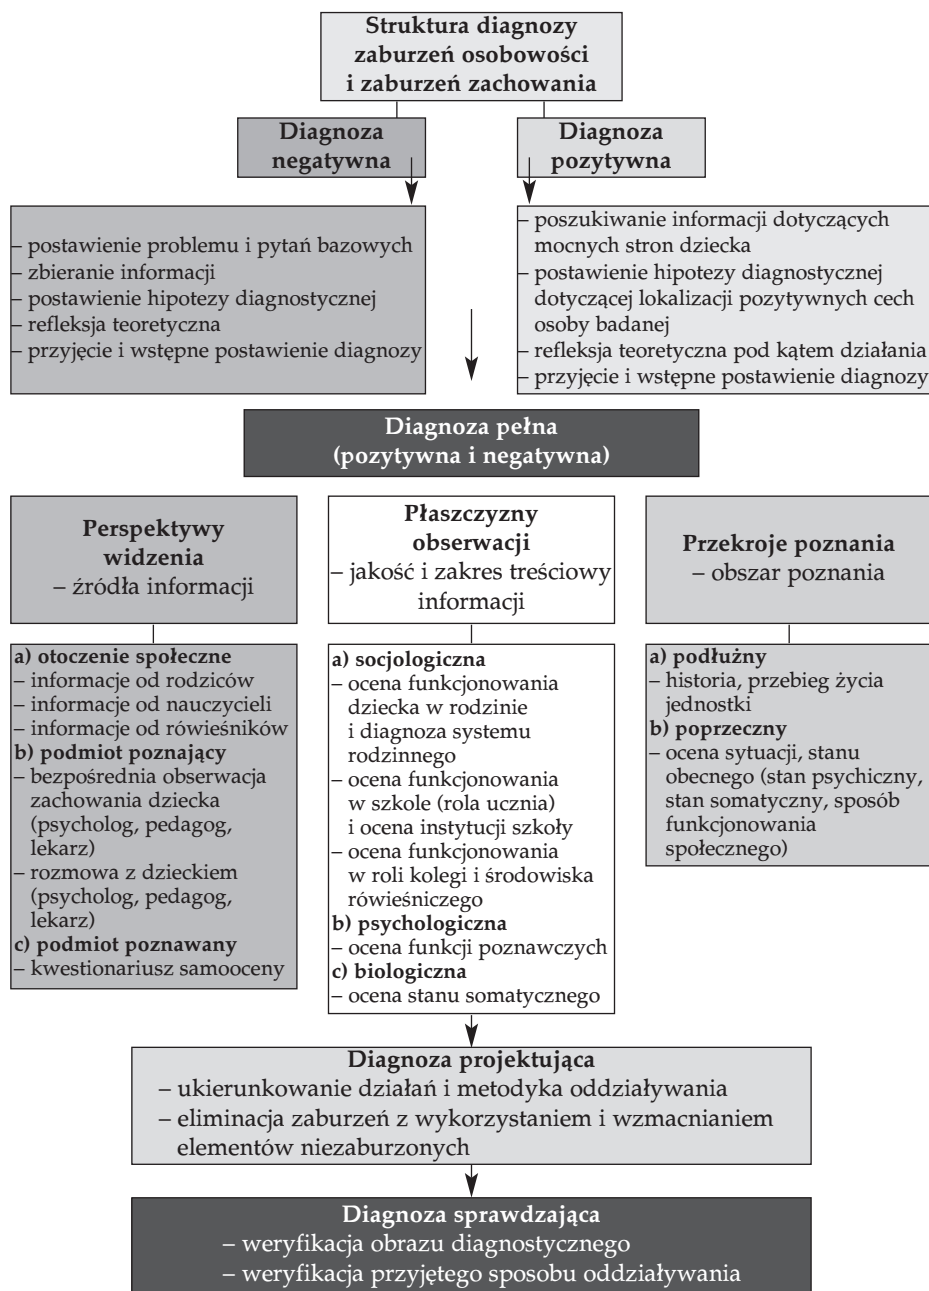 Struktura diagnozy
zaburzeń osobowości
i zaburzeń zachowania
Diagnoza
negatywna
Diagnoza
pozytywna
– postawienie problemu i pytań bazowych
– zbieranie informacji
– postawienie hipotezy diagnostycznej
– refleksja teoretyczna
– przyjęcie i wstępne postawienie diagnozy
– poszukiwanie informacji dotyczących
mocnych stron dziecka
– postawienie hipotezy diagnostycznej
dotyczącej lokalizacji pozytywnych cech
osoby badanej
– refleksja teoretyczna pod kątem działania
– przyjęcie i wstępne postawienie diagnozy
Diagnoza pełna
(pozytywna i negatywna)
Perspektywy
widzenia
– źródła informacji
Płaszczyzny
obserwacji
– jakość i zakres treściowy
informacji
Przekroje poznania
– obszar poznania
a) otoczenie społeczne
– informacje od rodziców
– informacje od nauczycieli
– informacje od rówieśników
b) podmiot poznający
– bezpośrednia obserwacja
zachowania dziecka
(psycholog, pedagog,
lekarz)
– rozmowa z dzieckiem
(psycholog, pedagog,
lekarz)
c) podmiot poznawany
– kwestionariusz samooceny
a) socjologiczna
– ocena funkcjonowania
dziecka w rodzinie
i diagnoza systemu
rodzinnego
– ocena funkcjonowania
w szkole (rola ucznia)
i ocena instytucji szkoły
– ocena funkcjonowania
w roli kolegi i środowiska
rówieśniczego
b) psychologiczna
– ocena funkcji poznawczych
c) biologiczna
– ocena stanu somatycznego
a) podłużny
– historia, przebieg życia
jednostki
b) poprzeczny
– ocena sytuacji, stanu
obecnego (stan psychiczny,
stan somatyczny, sposób
funkcjonowania
społecznego)
Diagnoza projektująca
– ukierunkowanie działań i metodyka oddziaływania
– eliminacja zaburzeń z wykorzystaniem i wzmacnianiem
elementów niezaburzonych
Diagnoza sprawdzająca
– weryfikacja obrazu diagnostycznego
– weryfikacja przyjętego sposobu oddziaływania